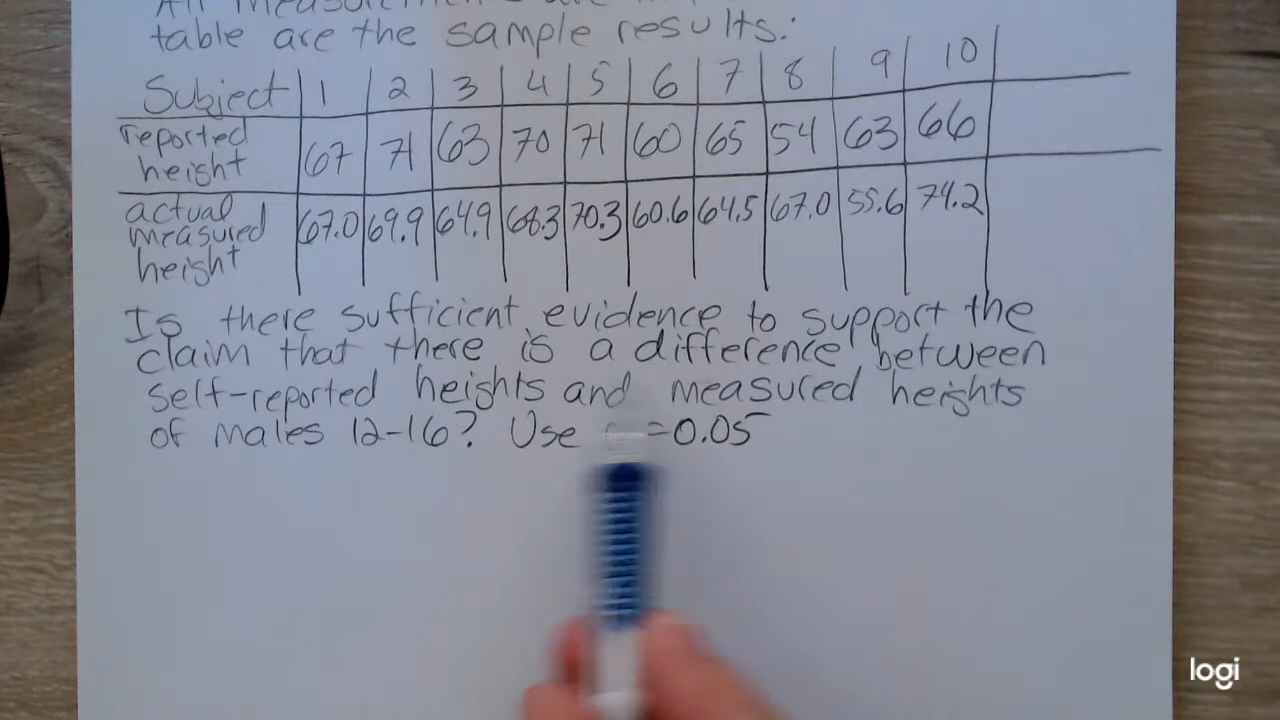 All measurements are in
table are the sample results:
Subject 1 2 3 4 5 6 7 8 9 10
reported height 67 71 63 70 71 60 65 54 63 66
actual measured height 67.0 69.9 64.9 68.3 70.3 60.6 64.5 67.0 55.6 74.2
Is there sufficient evidence to support the
claim that there is a difference between
self-reported heights and measured heights
of males 12-16? Use =0.05
logi